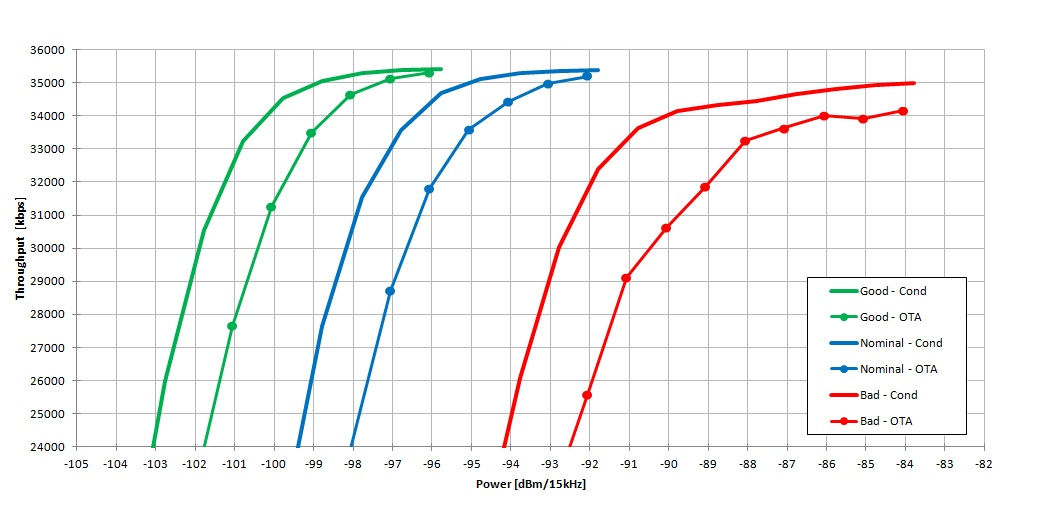 36000
35000
34000
33000
32000
31000
30000
29000
28000
27000
26000
25000
24000
Throughput [kbps]
-105 -104 -103 -102 -101 -100 -99 -98 -97 -96 -95 -94 -93 -92 -91 -90 -89 -88 -87 -86 -85 -84 -83 -82
Power [dBm/15kHz]
Good - Cond
Good - OTA
Nominal - Cond
Nominal - OTA
Bad - Cond
Bad - OTA